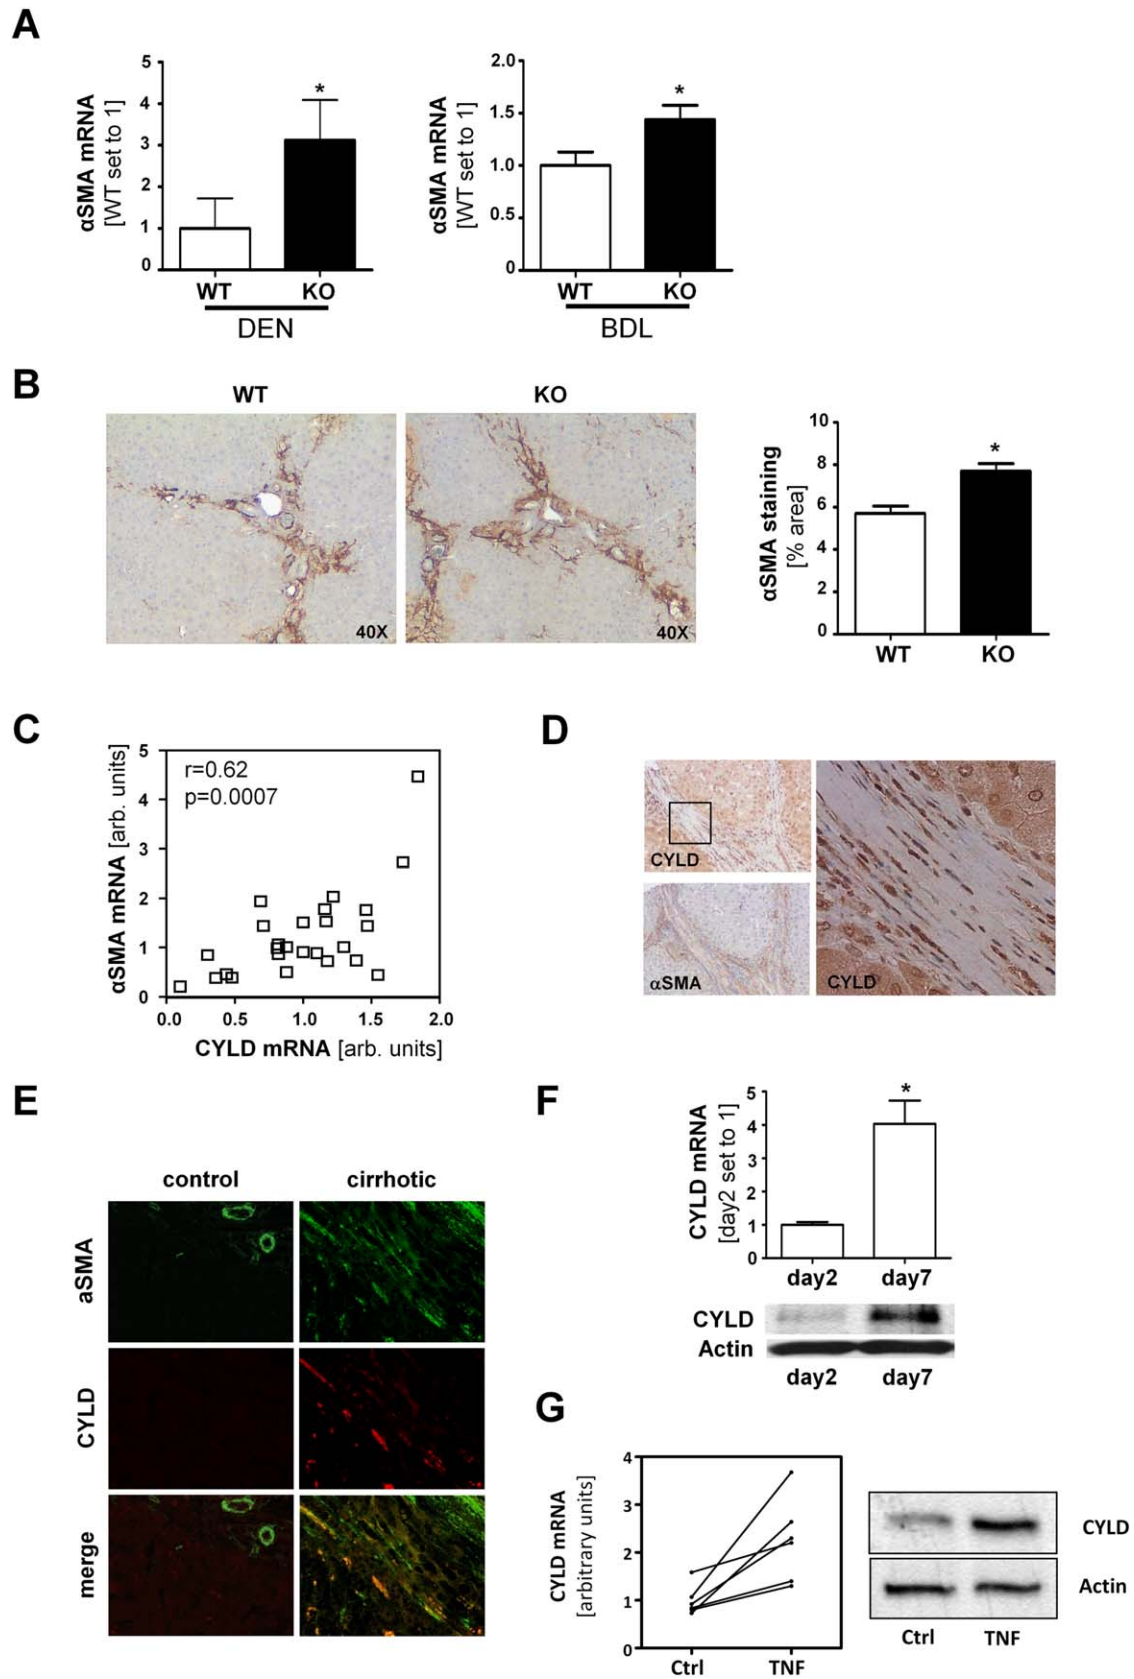 A
αSMA mRNA
[WT set to 1]
5
4
3
2
1
0
*
WT
KO
DEN
αSMA mRNA
[WT set to 1]
2.0
1.5
1.0
0.5
0
*
WT
KO
BDL
B
WT
KO
40X
40X
αSMA staining
[% area]
10
8
6
4
2
0
*
WT
KO
C
αSMA mRNA [arb. units]
5
4
3
2
1
0
r=0.62
p=0.0007
0.0
0.5
1.0
1.5
2.0
CYLD mRNA [arb. units]
D
CYLD
αSMA
CYLD
E
control
cirrhotic
aSMA
CYLD
merge
F
CYLD mRNA
[day2 set to 1]
5
4
3
2
1
0
*
day2
day7
CYLD
Actin
day2
day7
G
CYLD mRNA
[arbitrary units]
4
3
2
1
0
Ctrl
TNF
CYLD
Actin
Ctrl
TNF